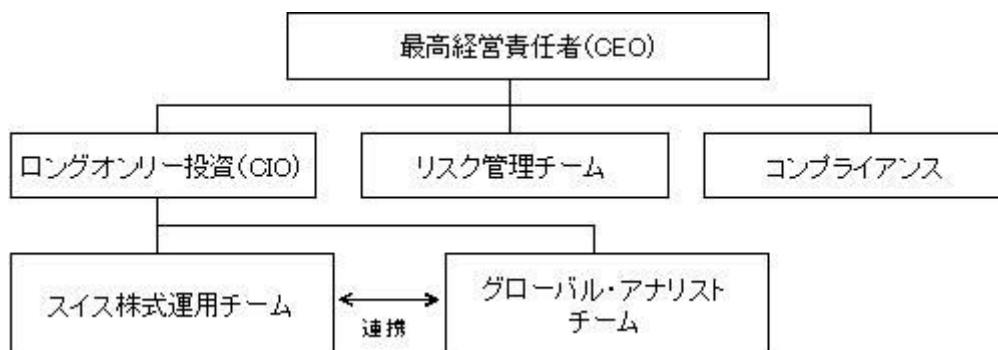 最高経営責任者(CEO)
ロングオンリー投資(CIO)
リスク管理チーム
コンプライアンス
スイス株式運用チーム
連携
グローバル・アナリスト
チーム